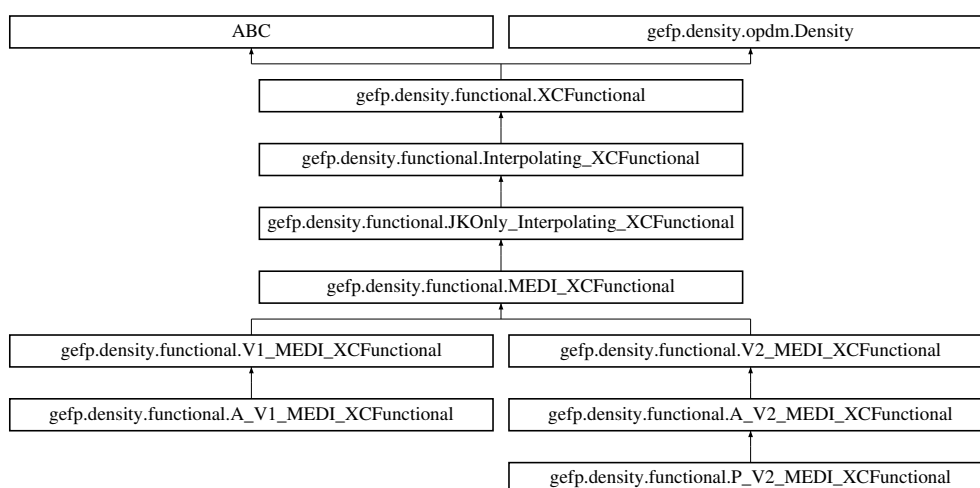 ABC
gefp.density.opdm.Density
gefp.density.functional.XCFunctional
gefp.density.functional.Interpolating_XCFunctional
gefp.density.functional.JKOnly_Interpolating_XCFunctional
gefp.density.functional.MEDI_XCFunctional
gefp.density.functional.V1_MEDI_XCFunctional
gefp.density.functional.V2_MEDI_XCFunctional
gefp.density.functional.A_V1_MEDI_XCFunctional
gefp.density.functional.A_V2_MEDI_XCFunctional
gefp.density.functional.P_V2_MEDI_XCFunctional